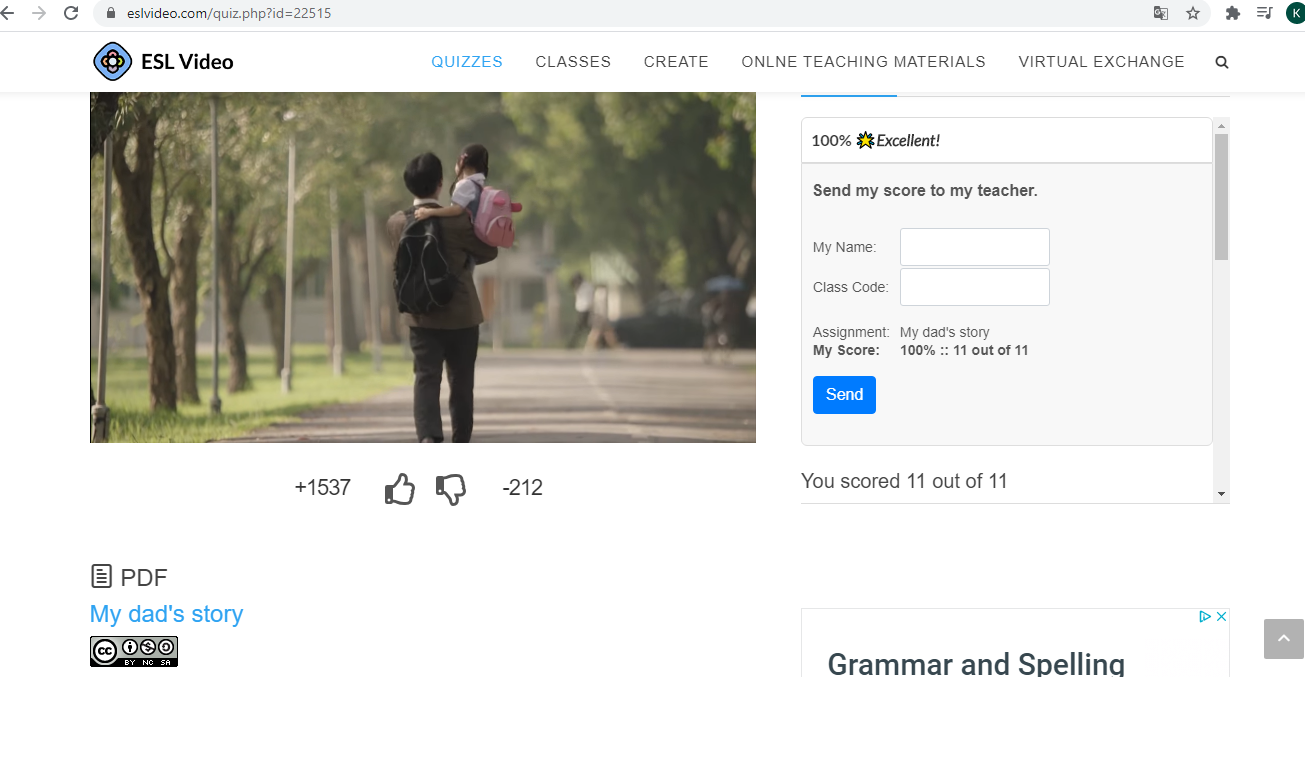 eslvideo.com/quiz.php?id=22515
K
ESL Video
QUIZZES
CLASSES
CREATE
ONLNE TEACHING MATERIALS
VIRTUAL EXCHANGE
100% Excellent!
Send my score to my teacher.
My Name:
Class Code:
Assignment: My dad's story
My Score: 100% :: 11 out of 11
Send
You scored 11 out of 11
+1537
-212
PDF
My dad's story
cc
BY NC SA
Grammar and Spelling